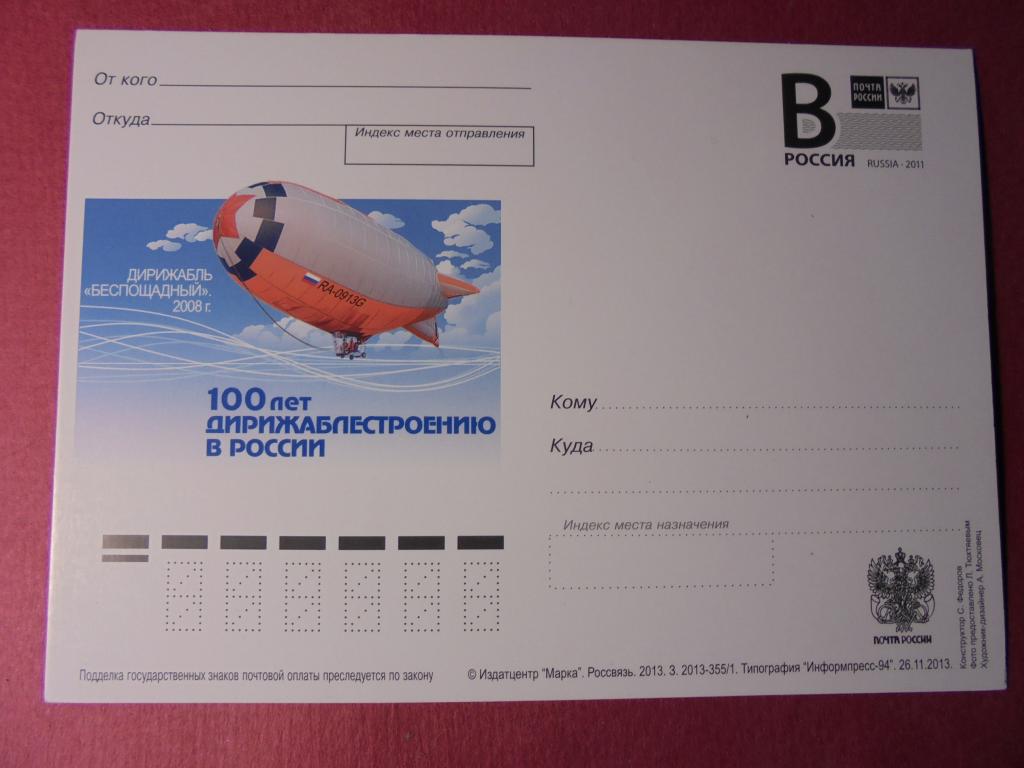 От кого
Откуда
Индекс места отправления
В
ПОЧТА
РОССИИ
РОССИЯ RUSSIA · 2011
ДИРИЖАБЛЬ
«БЕСПОЩАДНЫЙ».
2008 г.
RA-0913G
100 лет
ДИРИЖАБЛЕСТРОЕНИЮ
В РОССИИ
Кому
Куда
Индекс места назначения
ПОЧТА РОССИИ
Конструктор С. Федоров
Фото предоставлено Л. Тюхтяевым
Художник-дизайнер А. Московец
Подделка государственных знаков почтовой оплаты преследуется по закону
© Издатцентр "Марка". Россвязь. 2013. З. 2013-355/1. Типография "Информпресс-94". 26.11.2013.